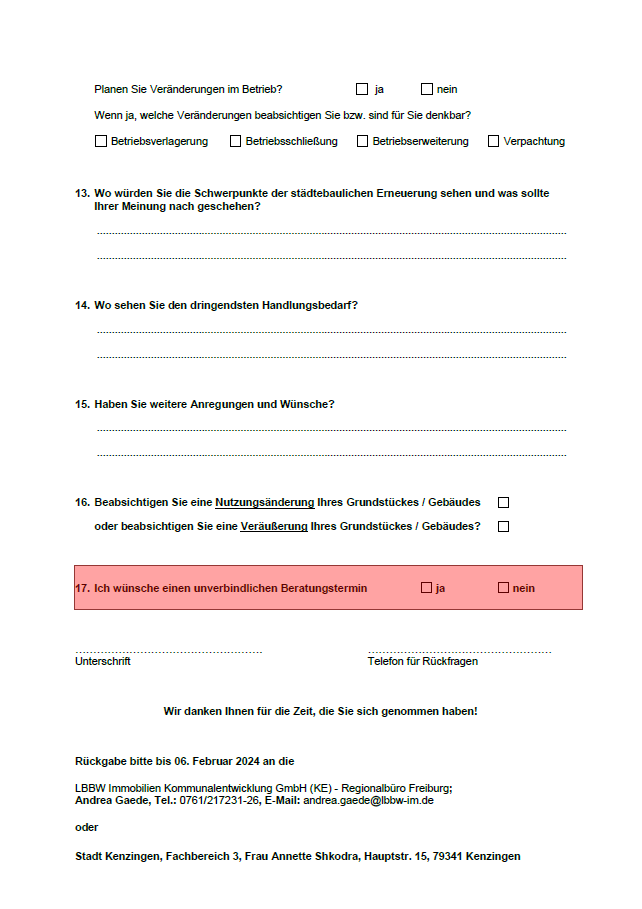 Planen Sie Veränderungen im Betrieb? ja nein
Wenn ja, welche Veränderungen beabsichtigen Sie bzw. sind für Sie denkbar?
Betriebsverlagerung Betriebsschließung Betriebserweiterung Verpachtung
13. Wo würden Sie die Schwerpunkte der städtebaulichen Erneuerung sehen und was sollte
Ihrer Meinung nach geschehen?
14. Wo sehen Sie den dringendsten Handlungsbedarf?
15. Haben Sie weitere Anregungen und Wünsche?
16. Beabsichtigen Sie eine Nutzungsänderung Ihres Grundstückes / Gebäudes
oder beabsichtigen Sie eine Veräußerung Ihres Grundstückes / Gebäudes?
17. Ich wünsche einen unverbindlichen Beratungstermin ja nein
Unterschrift Telefon für Rückfragen
Wir danken Ihnen für die Zeit, die Sie sich genommen haben!
Rückgabe bitte bis 06. Februar 2024 an die
LBBW Immobilien Kommunalentwicklung GmbH (KE) - Regionalbüro Freiburg;
Andrea Gaede, Tel.: 0761/217231-26, E-Mail: andrea.gaede@lbbw-im.de
oder
Stadt Kenzingen, Fachbereich 3, Frau Annette Shkodra, Hauptstr. 15, 79341 Kenzingen